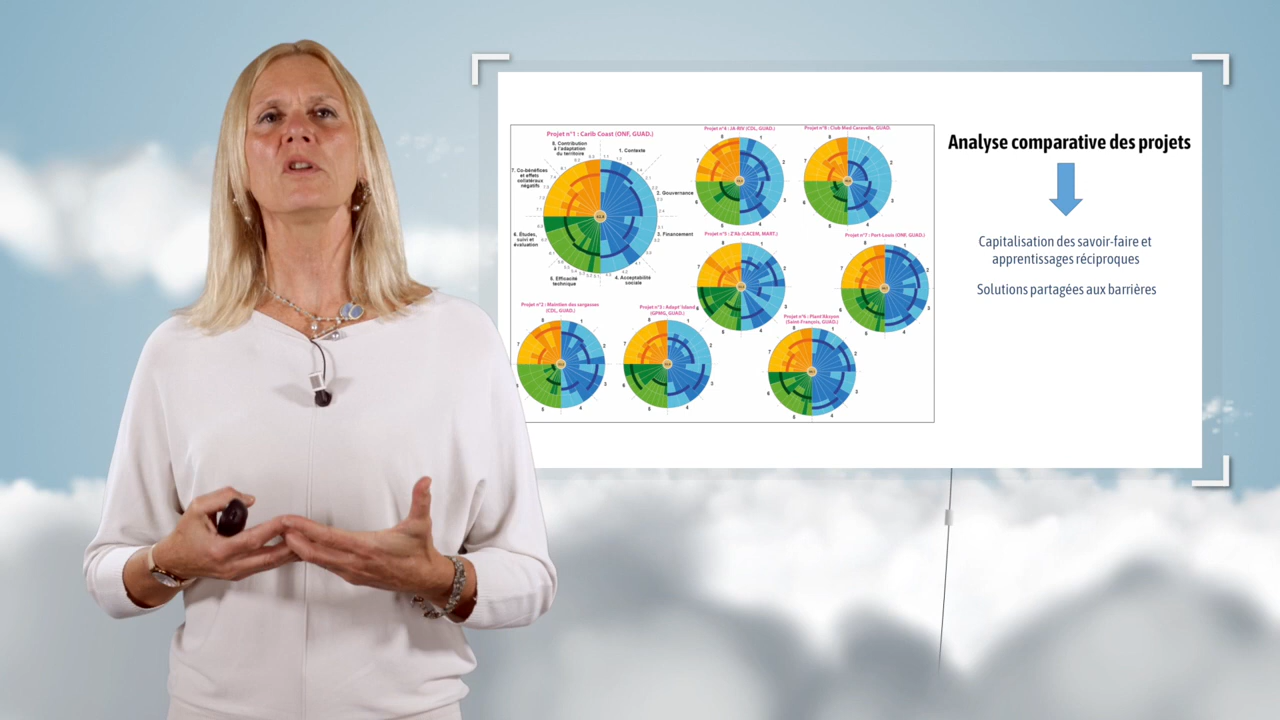 Projet n°1 : Carib Coast (ONF, GUAD.)
8. Contribution
à l'adaptation
du territoire
1. Contexte
7. Co-bénéfices
et effets
collatéraux
négatifs
2. Gouvernance
6. Études,
suivi et
évaluation
3. Financement
5. Efficacité
technique
4. Acceptabilité
sociale
Projet n°4 : JA-RIV (CDL, GUAD.)
Projet n°8 : Club Med Caravelle, GUAD.
Projet n°5 : Z'Ab (CACEM, MART.)
Projet n°7 : Port-Louis (ONF, GUAD.)
Projet n°2 : Maintien des sargasses
(CDL, GUAD.)
Projet n°3 : Adapt'Island
(GPMG, GUAD.)
(Saint-François, GUAD.)
Analyse comparative des projets
Capitalisation des savoir-faire et
apprentissages réciproques
Solutions partagées aux barrières